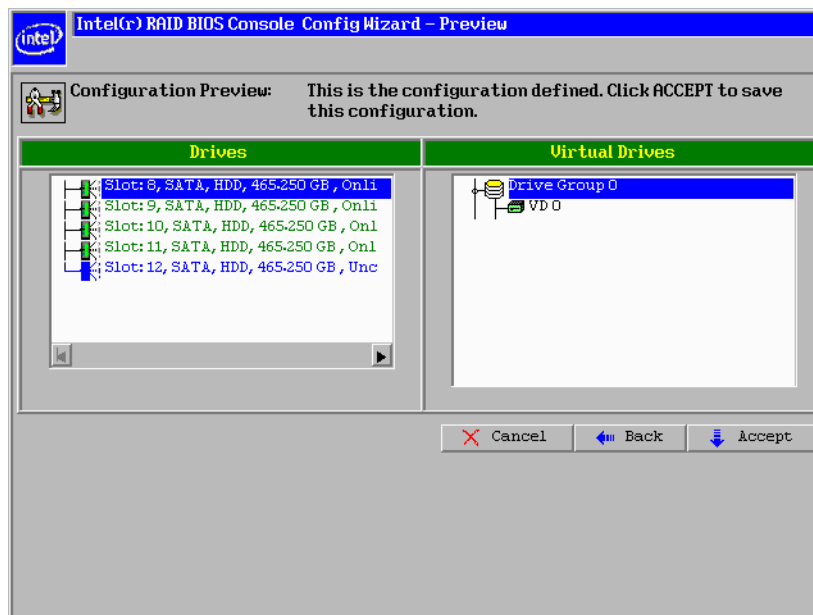 intel
Intel(r) RAID BIOS Console Config Wizard – Preview
Configuration Preview:
This is the configuration defined. Click ACCEPT to save
this configuration.
Drives
Slot: 8, SATA, HDD, 465.250 GB , Onli
Slot: 9, SATA, HDD, 465.250 GB , Onli
Slot: 10, SATA, HDD, 465.250 GB , Onl
Slot: 11, SATA, HDD, 465.250 GB , Onl
Slot: 12, SATA, HDD, 465.250 GB , Unc
Virtual Drives
Drive Group 0
VD 0
Cancel
Back
Accept